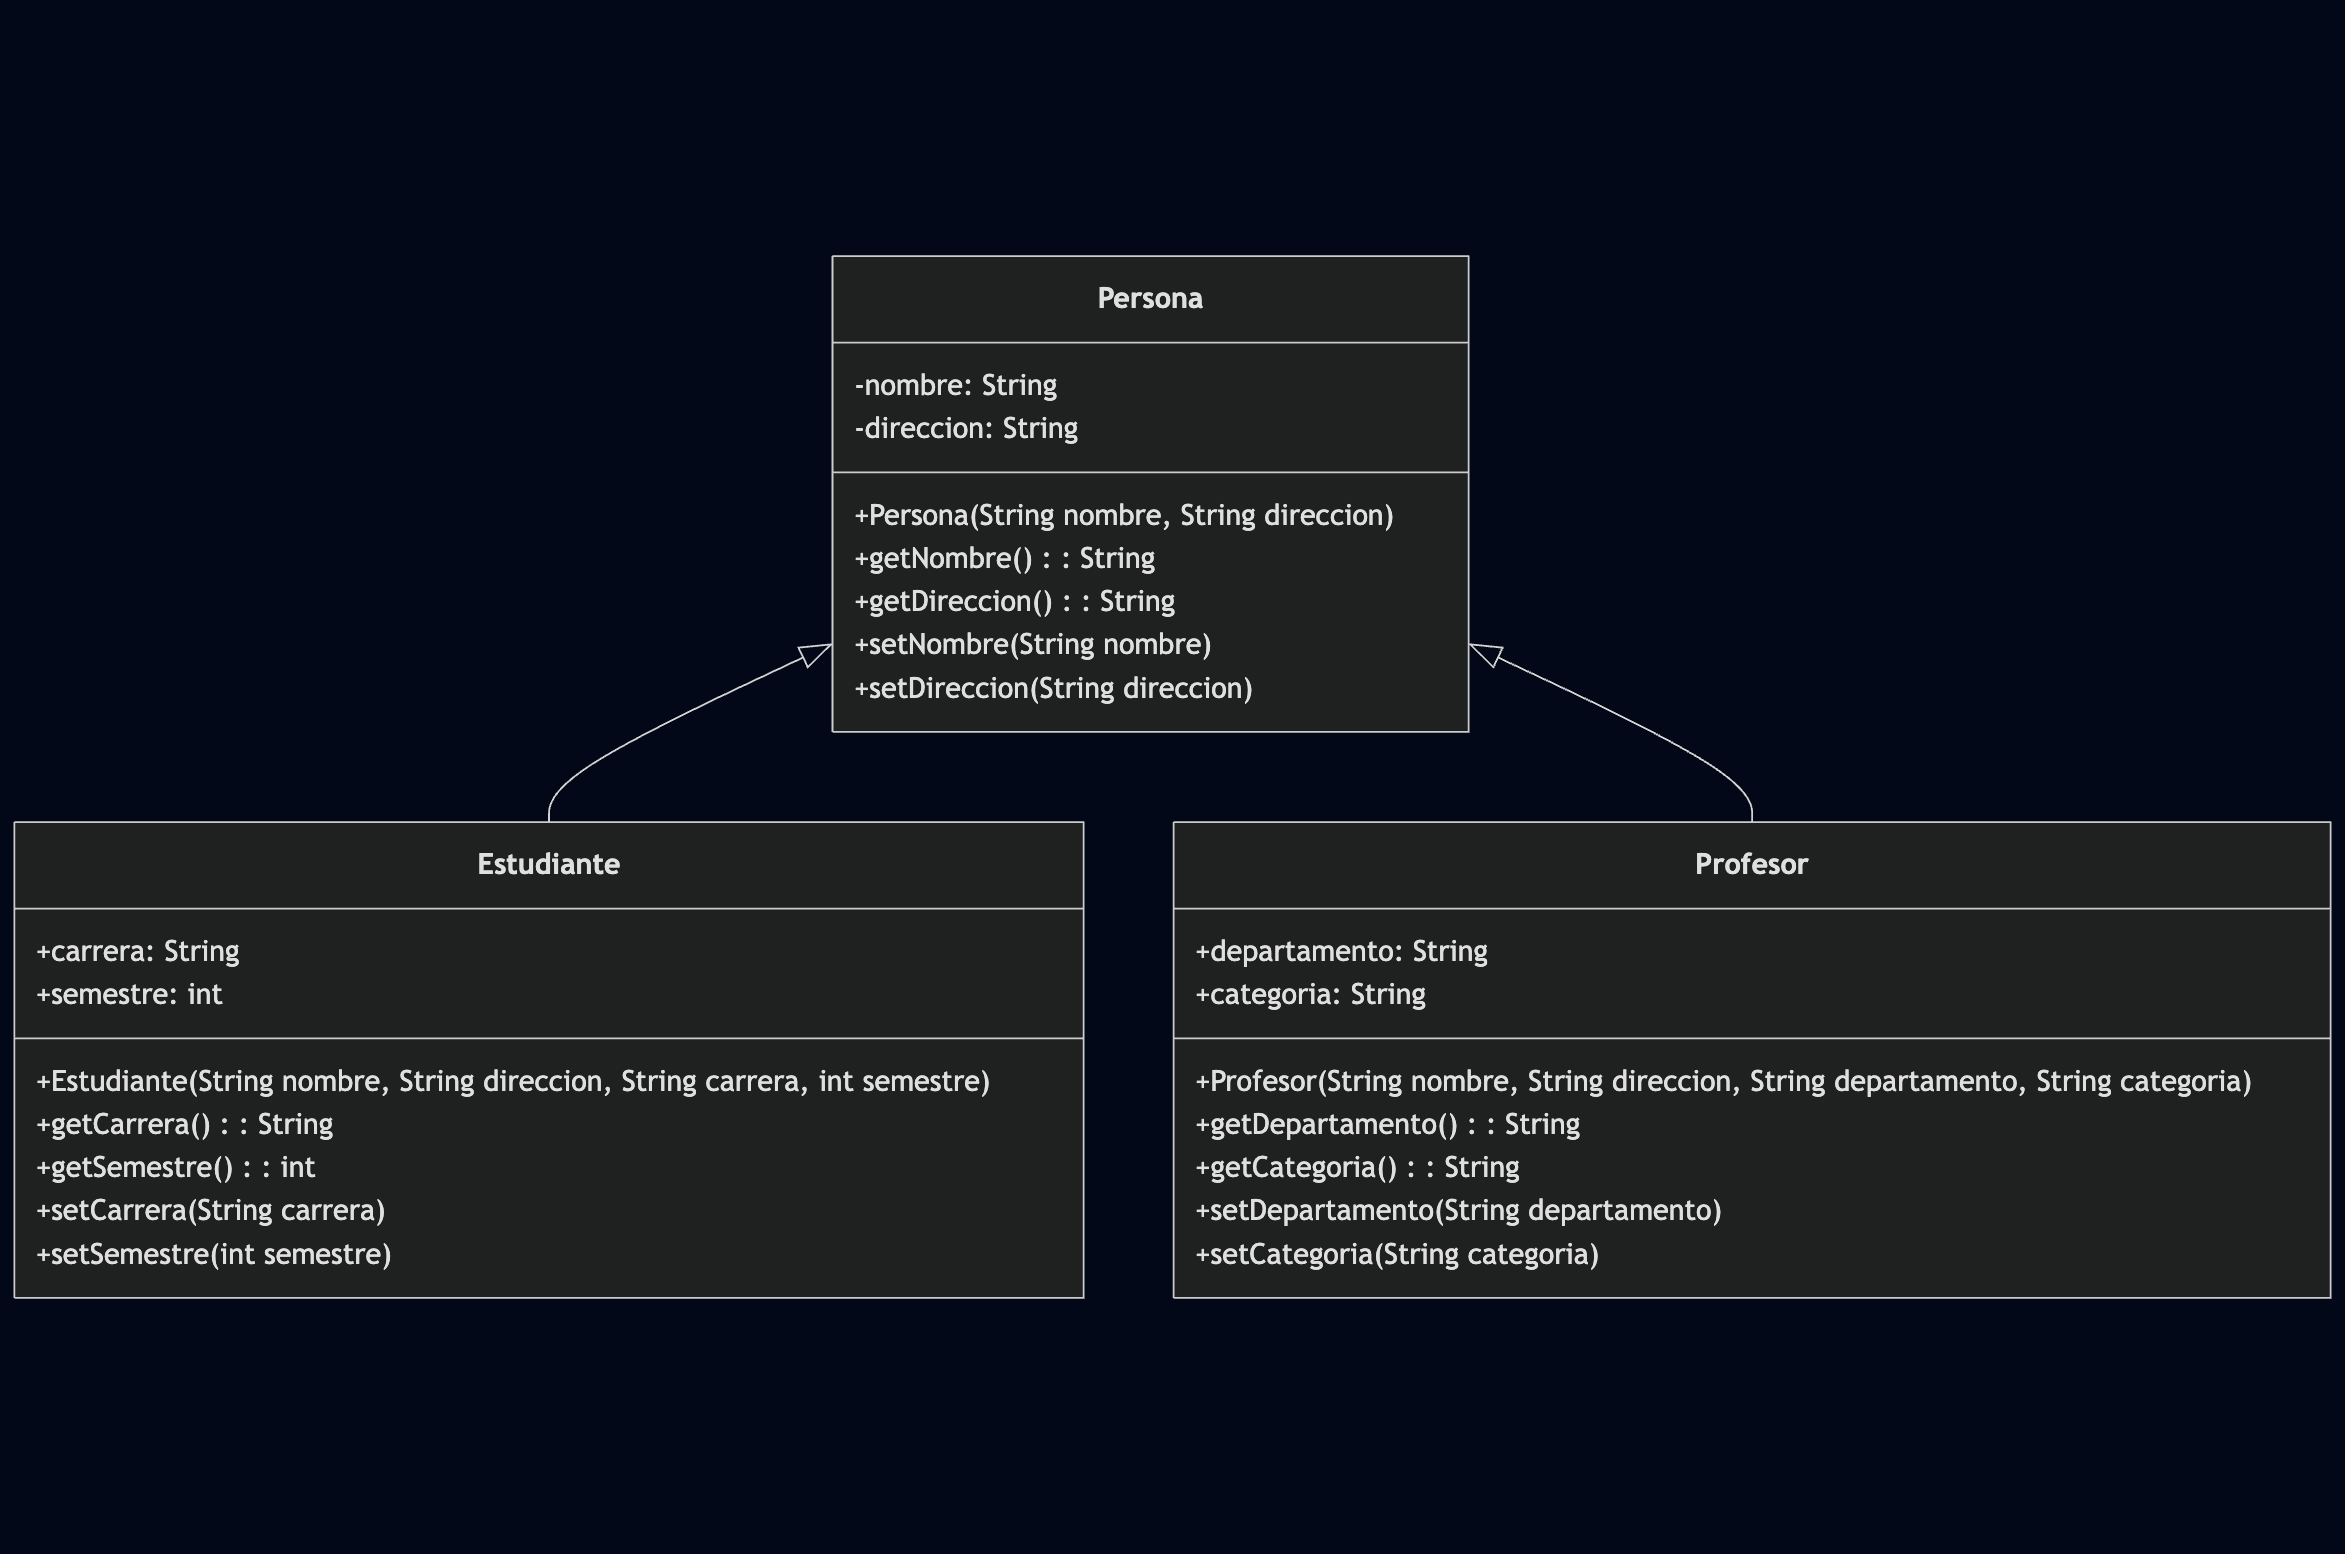 Persona
-nombre: String
-direccion: String
+Persona(String nombre, String direccion)
+getNombre() : : String
+getDireccion() : : String
+setNombre(String nombre)
+setDireccion(String direccion)
Estudiante
+carrera: String
+semestre: int
+Estudiante(String nombre, String direccion, String carrera, int semestre)
+getCarrera() : : String
+getSemestre() : : int
+setCarrera(String carrera)
+setSemestre(int semestre)
Profesor
+departamento: String
+categoria: String
+Profesor(String nombre, String direccion, String departamento, String categoria)
+getDepartamento() : : String
+getCategoria() : : String
+setDepartamento(String departamento)
+setCategoria(String categoria)